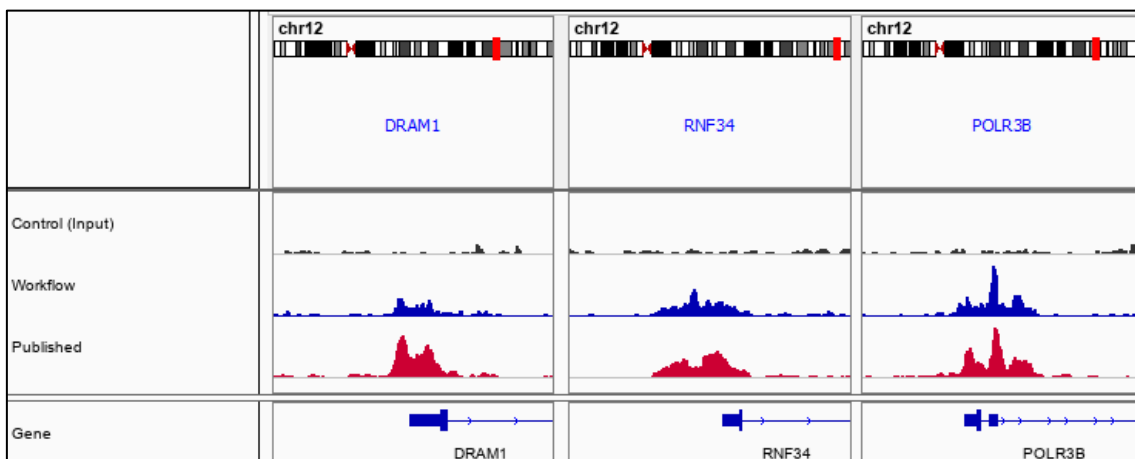 chr12 chr12 chr12
DRAM1 RNF34 POLR3B
Control (Input)
Workflow
Published
Gene
DRAM1 RNF34 POLR3B